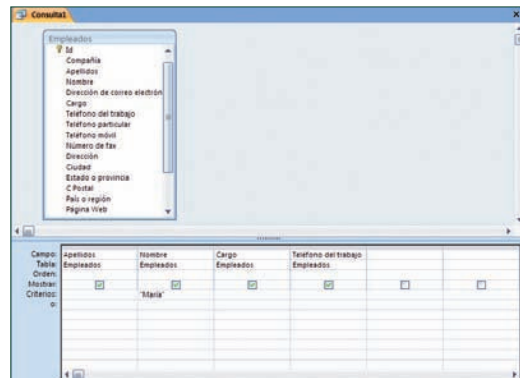 Consulta1
Empleados
Id
Compañía
Apellidos
Nombre
Dirección de correo electrón
Cargo
Teléfono del trabajo
Teléfono particular
Teléfono móvil
Número de fax
Dirección
Ciudad
Estado o provincia
C Postal
País o región
Página Web
Campo: Apellidos Nombre Cargo Teléfono del trabajo
Tabla: Empleados Empleados Empleados Empleados
Orden:
Mostrar:
Criterios: "María"
o: